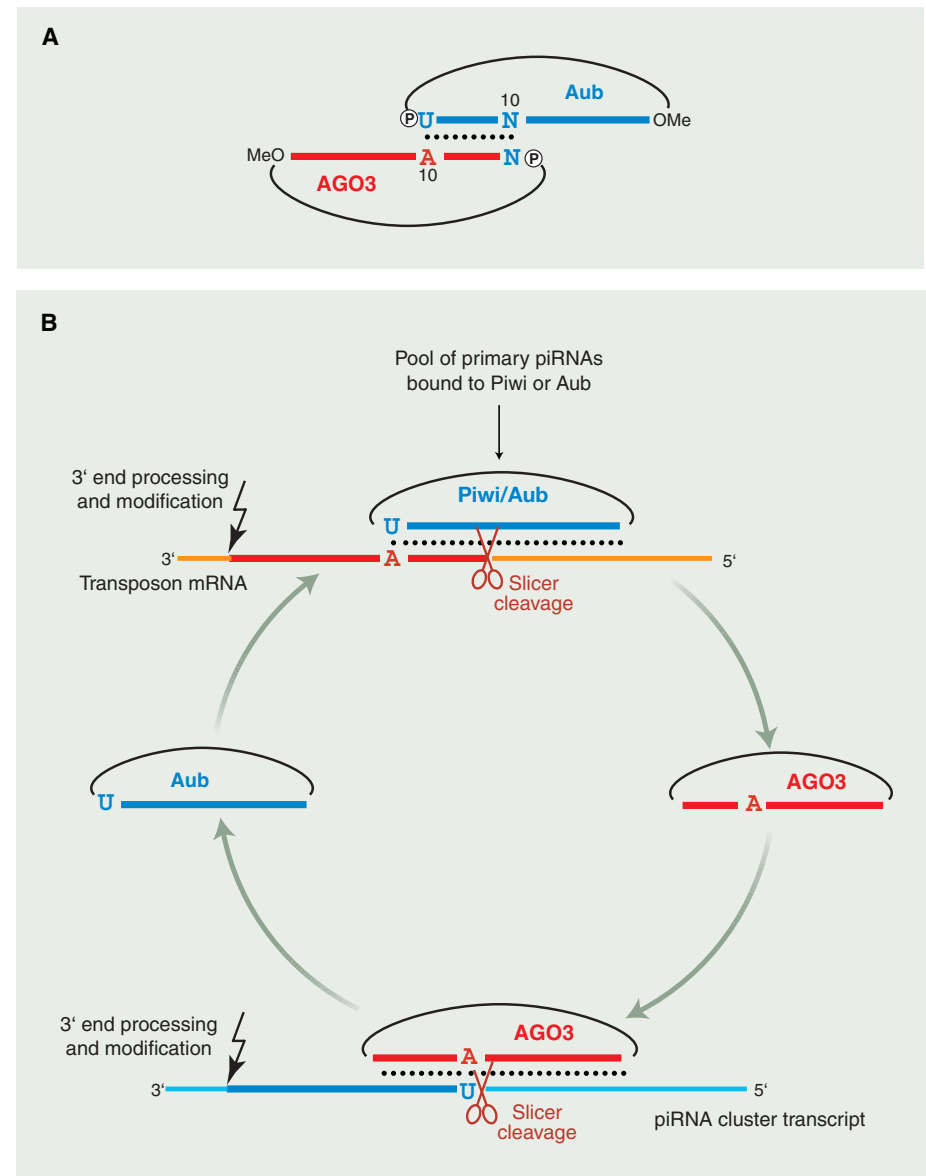 A
10
Aub
P U N OMe
MeO A N P
10
AGO3
B
Pool of primary piRNAs
bound to Piwi or Aub
3‘ end processing
and modification
Piwi/Aub
U
3‘ A 5‘
Transposon mRNA
Slicer
cleavage
Aub
U
AGO3
A
3‘ end processing
and modification
AGO3
A
3‘ U 5‘
Slicer
cleavage
piRNA cluster transcript